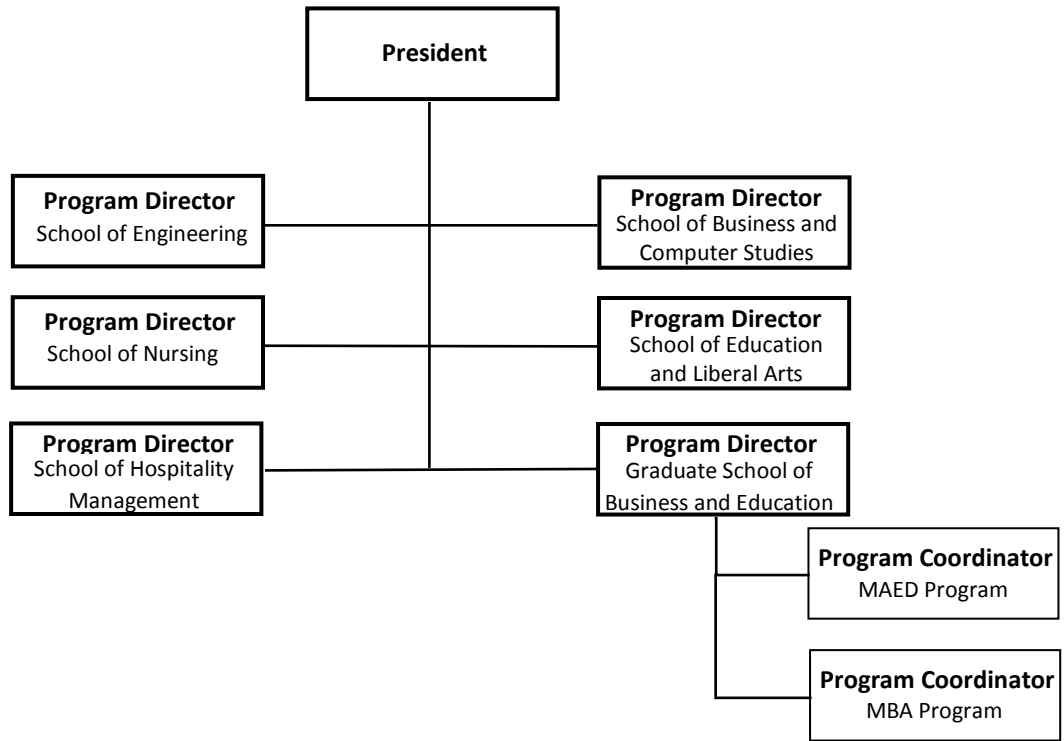 President
Program Director
School of Engineering
Program Director
School of Business and
Computer Studies
Program Director
School of Nursing
Program Director
School of Education
and Liberal Arts
Program Director
School of Hospitality
Management
Program Director
Graduate School of
Business and Education
Program Coordinator
MAED Program
Program Coordinator
MBA Program